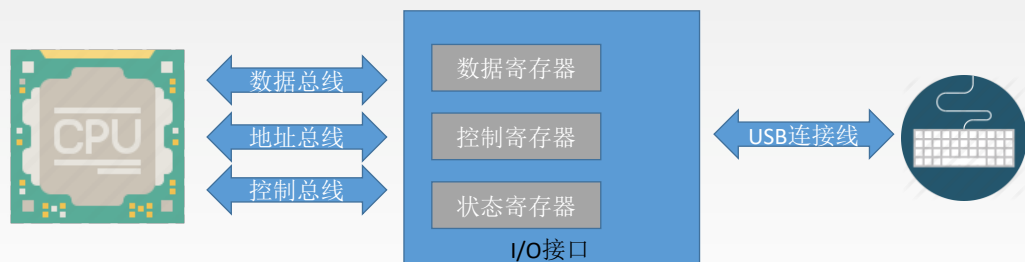 CPU
数据总线
地址总线
控制总线
数据寄存器
控制寄存器
状态寄存器
I/O接口
USB连接线